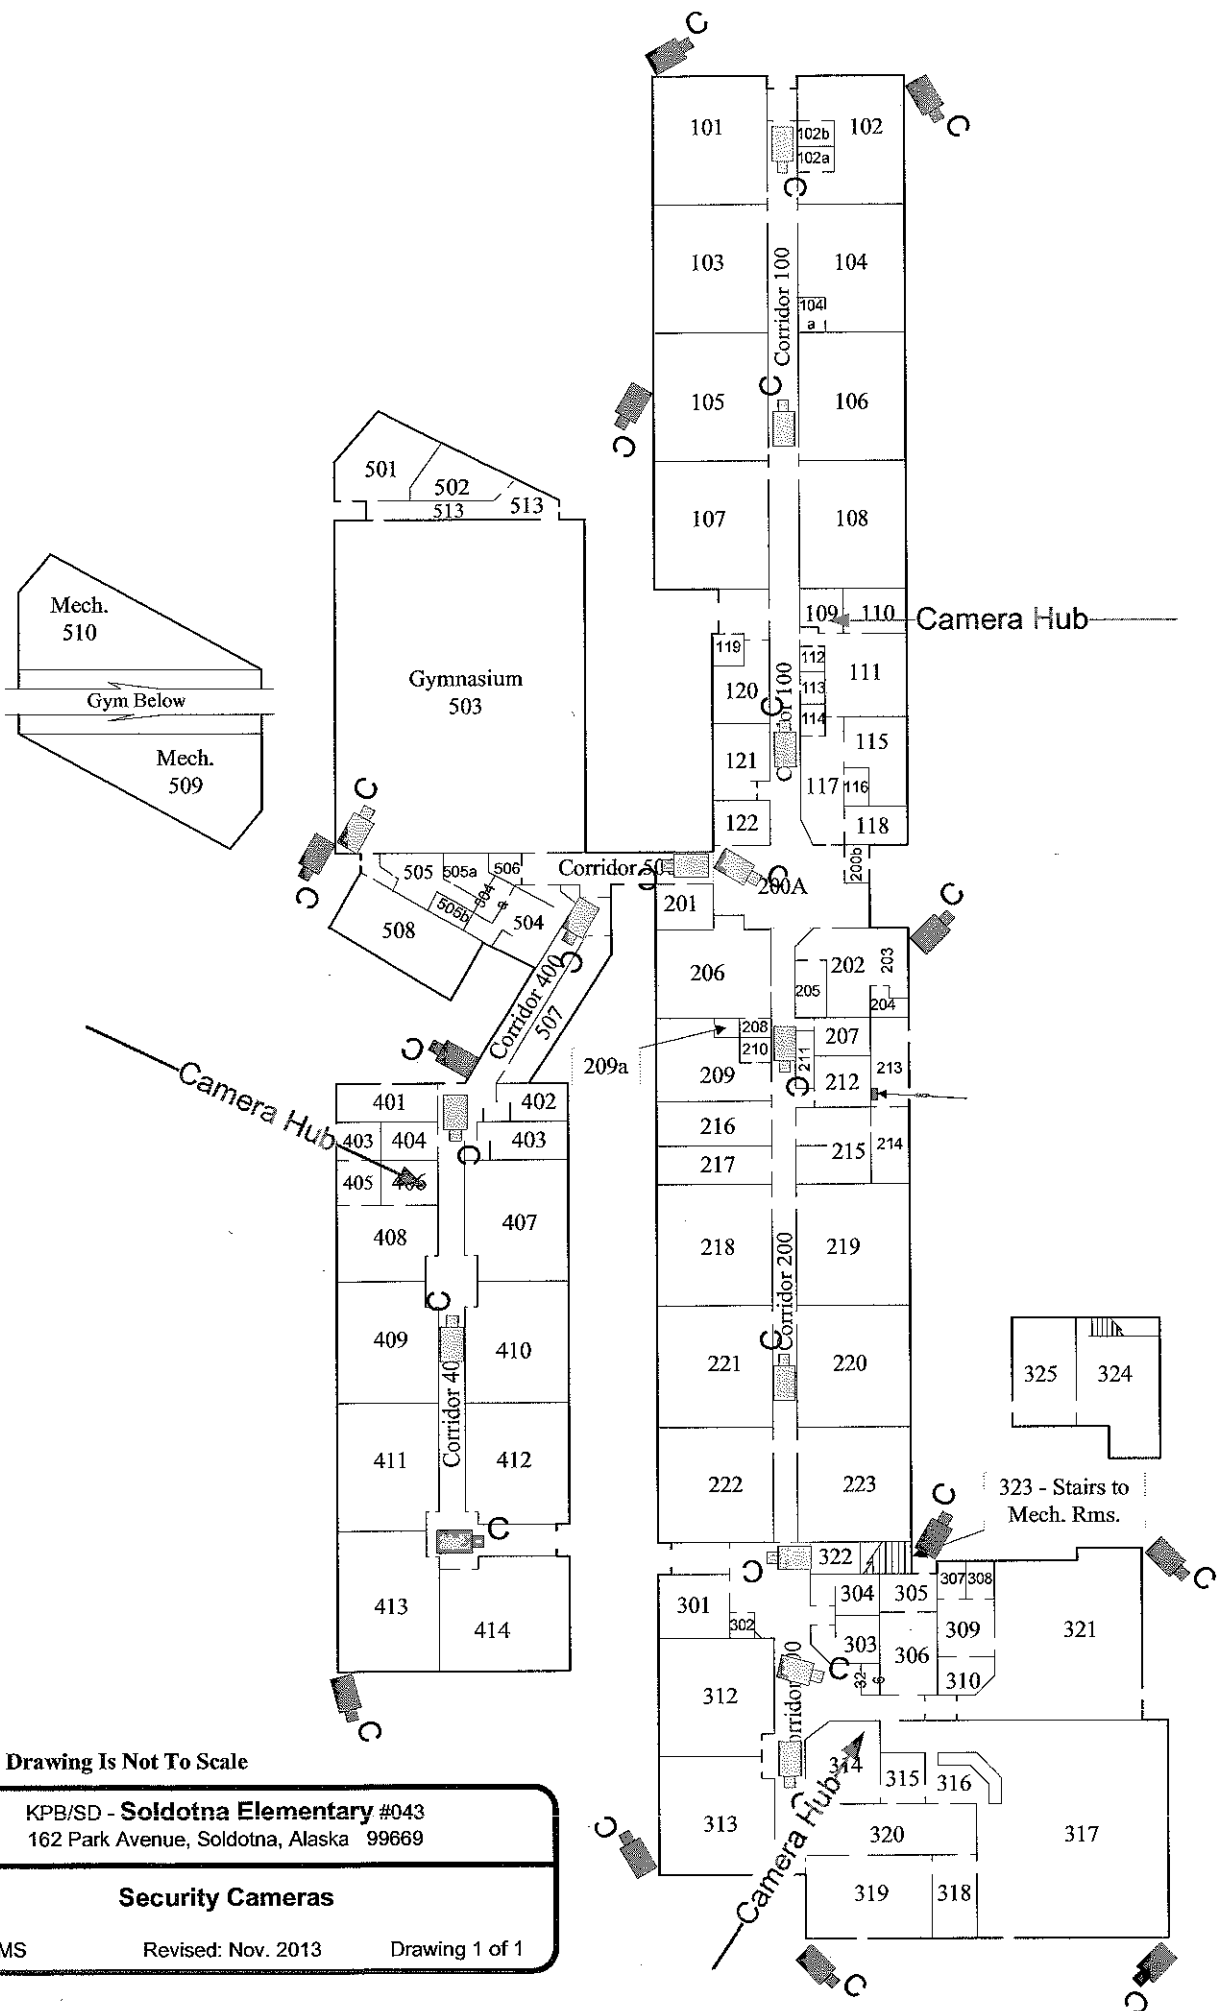 C
C
101
102
102b
102a
C
103
104
Corridor 100
104
a
C
105
106
C
501
502
513
513
107
108
Mech.
510
109
110
Camera Hub
119
112
111
Gymnasium
503
120
113
Gym Below
C
114
115
Mech.
509
121
117
116
C
122
118
505
505a
506
Corridor 50
C
200A
200b
C
C
201
C
505b
504
508
202
203
206
205
204
C
Corridor 400
507
208
207
C
210
211
209a
209
212
213
C
Camera Hub
401
402
216
403
404
403
215
214
C
217
405
406
407
408
218
219
Corridor 200
C
C
409
410
221
220
325
324
Corridor 40
411
412
222
223
323 - Stairs to
Mech. Rms.
C
C
322
C
C
304
305
307
308
413
301
302
309
321
414
303
306
C
310
312
C
314
315
316
C
313
320
317
C
Camera Hub
319
318
C
C
Drawing Is Not To Scale
KPB/SD - Soldotna Elementary #043
162 Park Avenue, Soldotna, Alaska 99669
Security Cameras
MS Revised: Nov. 2013 Drawing 1 of 1